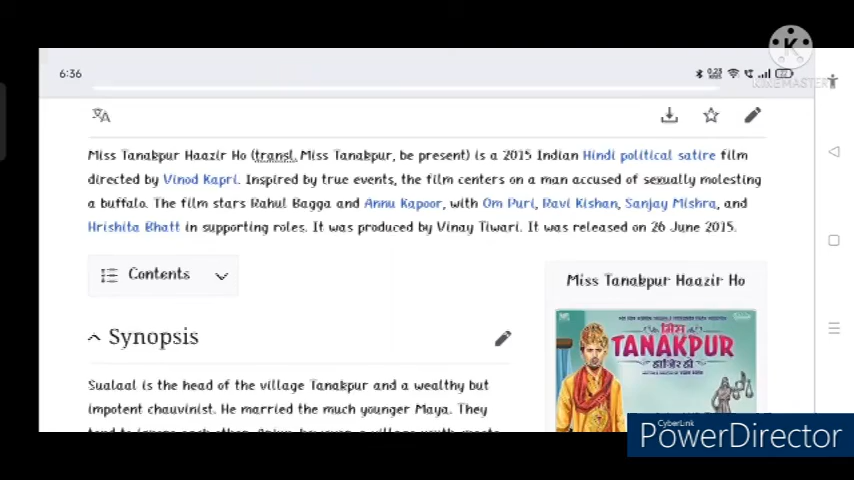 6:36
KINEMASTER
Miss Tanakpur Haazir Ho (transl. Miss Tanakpur, be present) is a 2015 Indian Hindi political satire film
directed by Vinod Kapri. Inspired by true events, the film centers on a man accused of sexually molesting
a buffalo. The film stars Rahul Bagga and Annu Kapoor, with Om Puri, Ravi Kishan, Sanjay Mishra, and
Hrishita Bhatt in supporting roles. It was produced by Vinay Tiwari. It was released on 26 June 2015.
Contents
Miss Tanakpur Haazir Ho
Synopsis
मिस
TANAKPUR
हाज़िर हो
Sualaal is the head of the village Tanakpur and a wealthy but
impotent chauvinist. He married the much younger Maya. They
CyberLink
PowerDirector